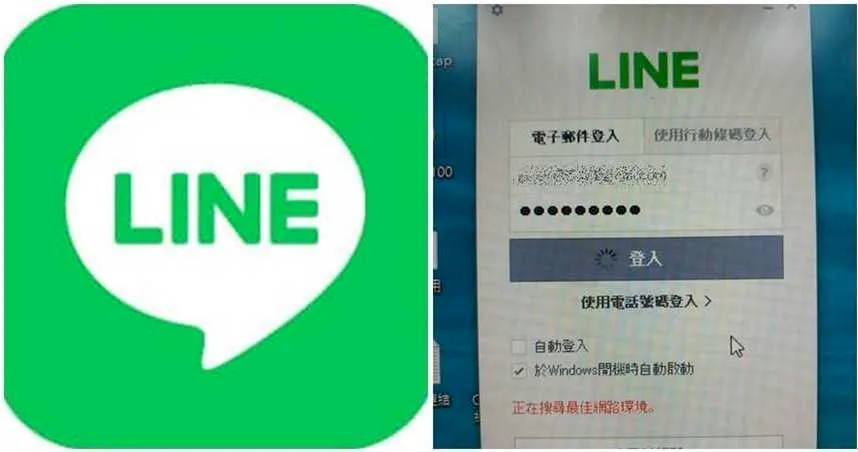 LINE
cap
100
用
LINE
電子郵件登入
使用行動條碼登入
?
登入
使用電話號碼登入 >
自動登入
於Windows開機時自動啟動
正在搜尋最佳網路環境。